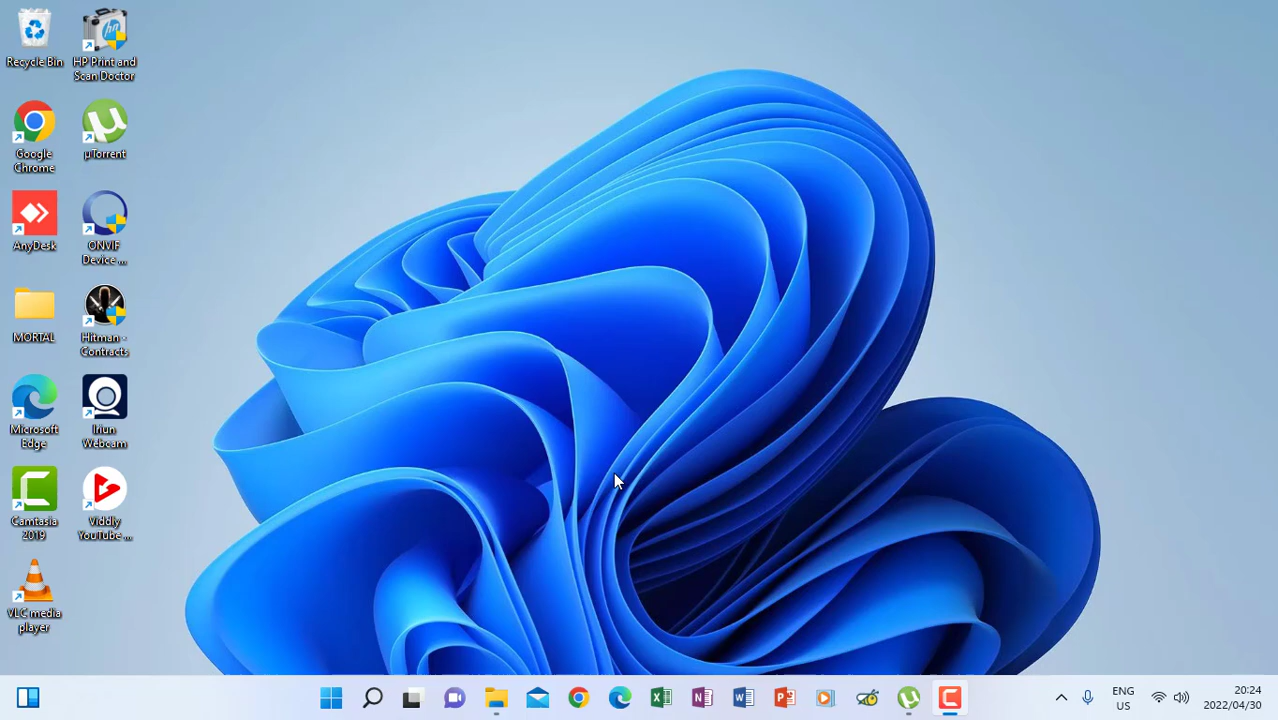 Recycle Bin
HP Print and
Scan Doctor
Google
Chrome
µTorrent
AnyDesk
ONVIF
Device ...
MORTAL
Hitman -
Contracts
Microsoft
Edge
Iriun
Webcam
Camtasia
2019
Viddly
YouTube ...
VLC media
player
ENG
US
20:24
2022/04/30